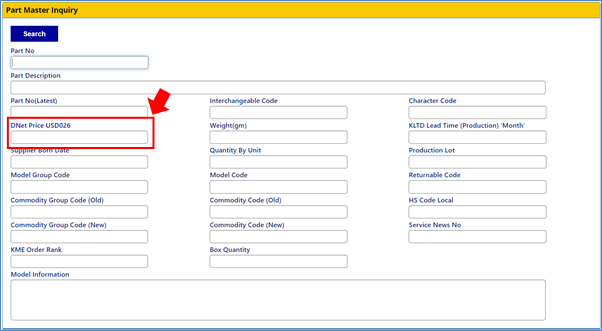 Part Master Inquiry
Search
Part No
Part Description
Part No(Latest) Interchangeable Code Character Code
DNet Price USD026 Weight(gm) KLTD Lead Time (Production) 'Month'
Supplier Born Date Quantity By Unit Production Lot
Model Group Code Model Code Returnable Code
Commodity Group Code (Old) Commodity Code (Old) HS Code Local
Commodity Group Code (New) Commodity Code (New) Service News No
KME Order Rank Box Quantity
Model Information